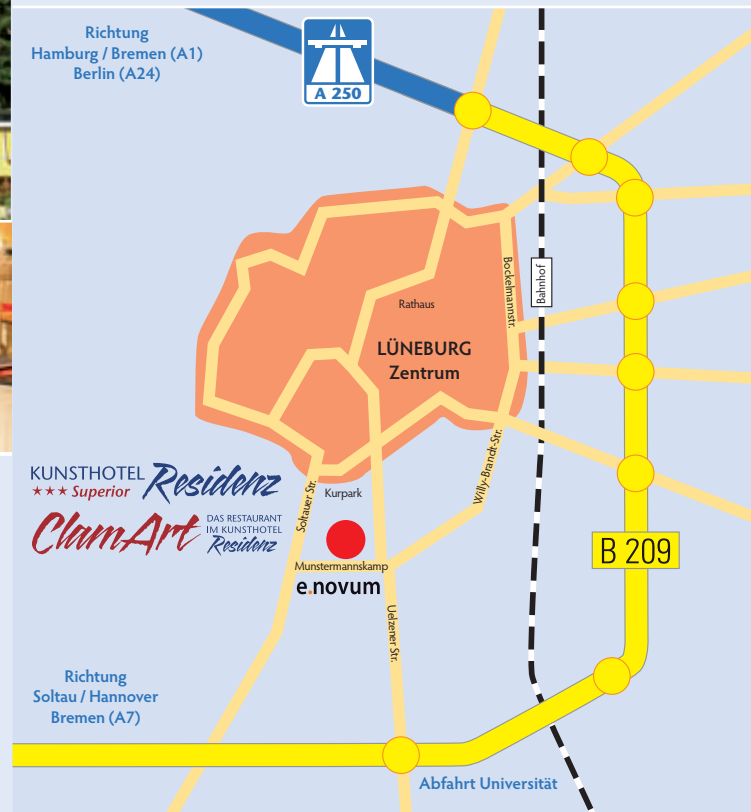 Richtung
Hamburg / Bremen (A1)
Berlin (A24)
A 250
Bockelmannstr.
Bahnhof
Rathaus
LÜNEBURG
Zentrum
Willy-Brandt-Str.
KUNSTHOTEL Residenz
★★★ Superior
ClamArt
DAS RESTAURANT
IM KUNSTHOTEL
Residenz
Soltauer Str.
Kurpark
Munstermannskamp
e.novum
B 209
Uelzener Str.
Richtung
Soltau / Hannover
Bremen (A7)
Abfahrt Universität